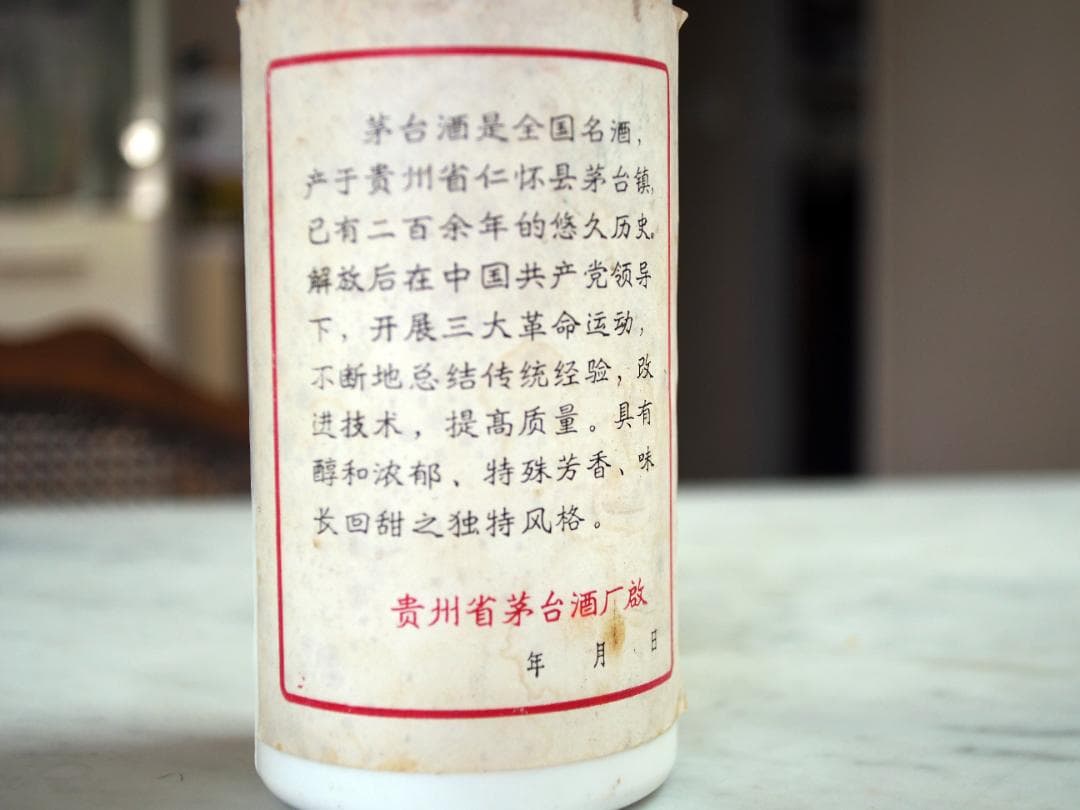 茅台酒是全国名酒，
产于贵州省仁怀县茅台镇，
已有二百余年的悠久历史。
解放后在中国共产党领导
下，开展三大革命运动，
不断地总结传统经验，改
进技术，提高质量。具有
醇和浓郁、特殊芳香、味
长回甜之独特风格。
贵州省茅台酒厂啟
年 月 日